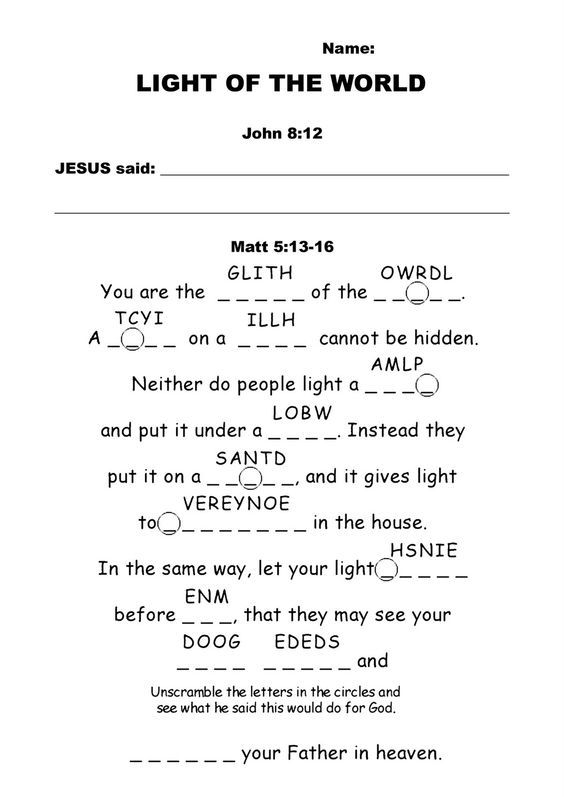 Name:
LIGHT OF THE WORLD
John 8:12
JESUS said: ________________________________________
____________________________________________________
Matt 5:13-16
GLITH OWRDL
You are the _ _ _ _ _ of the _ _ _ _ _.
TCYI ILLH
A _ _ _ _ on a _ _ _ _ cannot be hidden.
AMLP
Neither do people light a _ _ _ _
LOBW
and put it under a _ _ _ _. Instead they
SANTD
put it on a _ _ _ _ _, and it gives light
VEREYNOE
to _ _ _ _ _ _ _ _ in the house.
HSNIE
In the same way, let your light _ _ _ _ _
ENM
before _ _ _, that they may see your
DOOG EDEDS
_ _ _ _ _ _ _ _ _ and
Unscramble the letters in the circles and
see what he said this would do for God.
_ _ _ _ _ _ your Father in heaven.